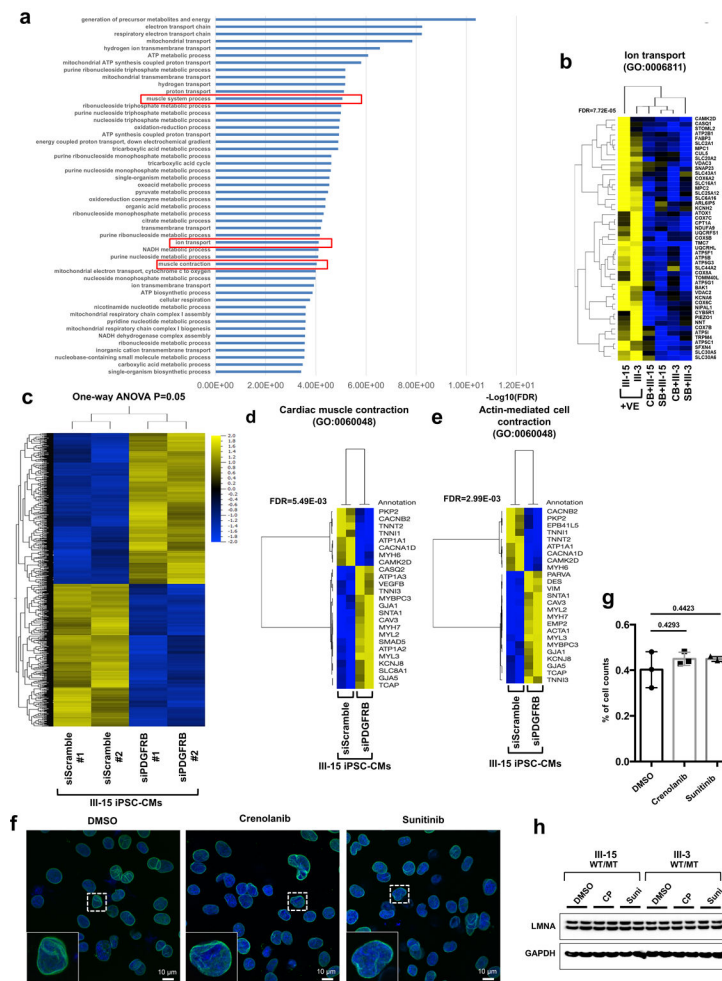 a
generation of precursor metabolites and energy
electron transport chain
respiratory electron transport chain
mitochondrial transport
hydrogen ion transmembrane transport
ATP metabolic process
mitochondrial ATP synthesis coupled proton transport
purine ribonucleoside triphosphate metabolic process
mitochondrial transmembrane transport
hydrogen transport
proton transport
muscle system process
ribonucleoside triphosphate metabolic process
purine nucleoside triphosphate metabolic process
nucleoside triphosphate metabolic process
oxidation-reduction process
ATP synthesis coupled proton transport
energy coupled proton transport, down electrochemical gradient
tricarboxylic acid metabolic process
purine ribonucleoside monophosphate metabolic process
tricarboxylic acid cycle
purine nucleoside monophosphate metabolic process
single-organism metabolic process
oxoacid metabolic process
pyruvate metabolic process
oxidoreduction coenzyme metabolic process
organic acid metabolic process
ribonucleoside monophosphate metabolic process
citrate metabolic process
transmembrane transport
purine ribonucleoside metabolic process
ion transport
NADH metabolic process
purine nucleoside metabolic process
muscle contraction
mitochondrial electron transport, cytochrome c to oxygen
nucleoside monophosphate metabolic process
ion transmembrane transport
ATP biosynthetic process
cellular respiration
nicotinamide nucleotide metabolic process
mitochondrial respiratory chain complex I assembly
pyridine nucleotide metabolic process
mitochondrial respiratory chain complex I biogenesis
NADH dehydrogenase complex assembly
ribonucleoside metabolic process
inorganic cation transmembrane transport
nucleobase-containing small molecule metabolic process
carboxylic acid metabolic process
single-organism biosynthetic process
0.00E+00 2.00E+00 4.00E+00 6.00E+00 8.00E+00 1.00E+01 1.20E+01
-Log10(FDR)
b
Ion transport
(GO:0006811)
FDR=7.72E-05
CAMK2D
CASQ1
STOML2
ATP2B1
FABP3
SLC2A1
MPC1
CUL5
SLC20A2
VDAC3
SNAP23
SLC43A1
COX6A2
SLC16A1
MPC2
SLC25A12
SLC6A16
ARL6IP5
KCNH2
ATOX1
COX7C
CPT1A
NDUFA9
UQCRFS1
COX5B
TMC7
UQCRHL
ATP5F1
ATP5B
ATP5G3
SLC44A2
COX5A
TOMM40L
ATP5G1
BAK1
VDAC2
KCNA6
COX6C
NIPAL1
CYB5R1
PIEZO1
NNT
COX7B
ATP5I
TRPM4
ATP5C1
SFXN4
SLC30A5
SLC30A6
III-15
III-3
CB+III-15
SB+III-15
CB+III-3
SB+III-3
+VE
c
One-way ANOVA P=0.05
2.0
1.8
1.6
1.4
1.2
1.0
0.8
0.6
0.4
0.2
0.0
-0.2
-0.4
-0.6
-0.8
-1.0
-1.2
-1.4
-1.6
-1.8
-2.0
siScramble #1
siScramble #2
siPDGFRB #1
siPDGFRB #2
III-15 iPSC-CMs
d
Cardiac muscle contraction
(GO:0060048)
FDR=5.49E-03
Annotation
PKP2
CACNB2
TNNT2
TNNI1
ATP1A1
CACNA1D
MYH6
CAMK2D
CASQ2
ATP1A3
VEGFB
TNNI3
MYBPC3
GJA1
SNTA1
CAV3
MYH7
MYL2
SMAD5
ATP1A2
MYL3
KCNJ8
SLC8A1
GJA5
TCAP
siScramble
siPDGFRB
III-15 iPSC-CMs
e
Actin-mediated cell
contraction
(GO:0060048)
FDR=2.99E-03
Annotation
CACNB2
PKP2
EPB41L5
TNNI1
TNNT2
ATP1A1
CACNA1D
CAMK2D
MYH6
PARVA
DES
VIM
SNTA1
CAV3
MYL2
MYH7
EMP2
ACTA1
MYL3
MYBPC3
GJA1
KCNJ8
GJA5
TCAP
TNNI3
siScramble
siPDGFRB
III-15 iPSC-CMs
g
0.4423
0.4293
% of cell counts
0.6
0.4
0.2
0.0
DMSO
Crenolanib
Sunitinib
f
DMSO
Crenolanib
Sunitinib
10 µm
10 µm
10 µm
h
III-15
WT/MT
III-3
WT/MT
DMSO
CP
Suni
DMSO
CP
Suni
LMNA
GAPDH